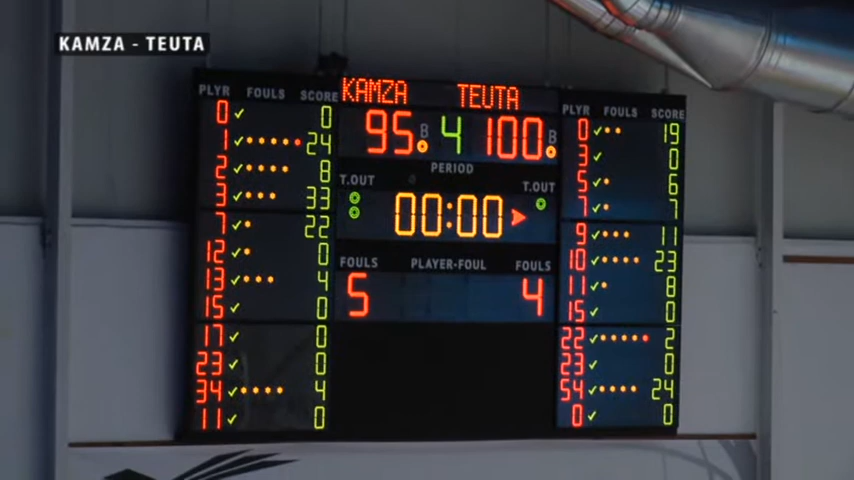 KAMZA - TEUTA
KAMZA TEUTA
PLYR FOULS SCORE
0 ✓ 0
1 ✓ 24
2 ✓ 8
3 ✓ 33
7 ✓ 22
12 ✓ 0
13 ✓ 4
15 ✓ 0
17 ✓ 0
23 ✓ 0
34 ✓ 4
11 ✓ 0
95 B 4 100 B
PERIOD
T.OUT T.OUT
00:00
FOULS PLAYER-FOUL FOULS
5 4
PLYR FOULS SCORE
0 ✓ 19
3 ✓ 0
5 ✓ 6
7 ✓ 7
9 ✓ 11
10 ✓ 23
11 ✓ 8
15 ✓ 0
22 ✓ 2
23 ✓ 0
54 ✓ 24
0 ✓ 0